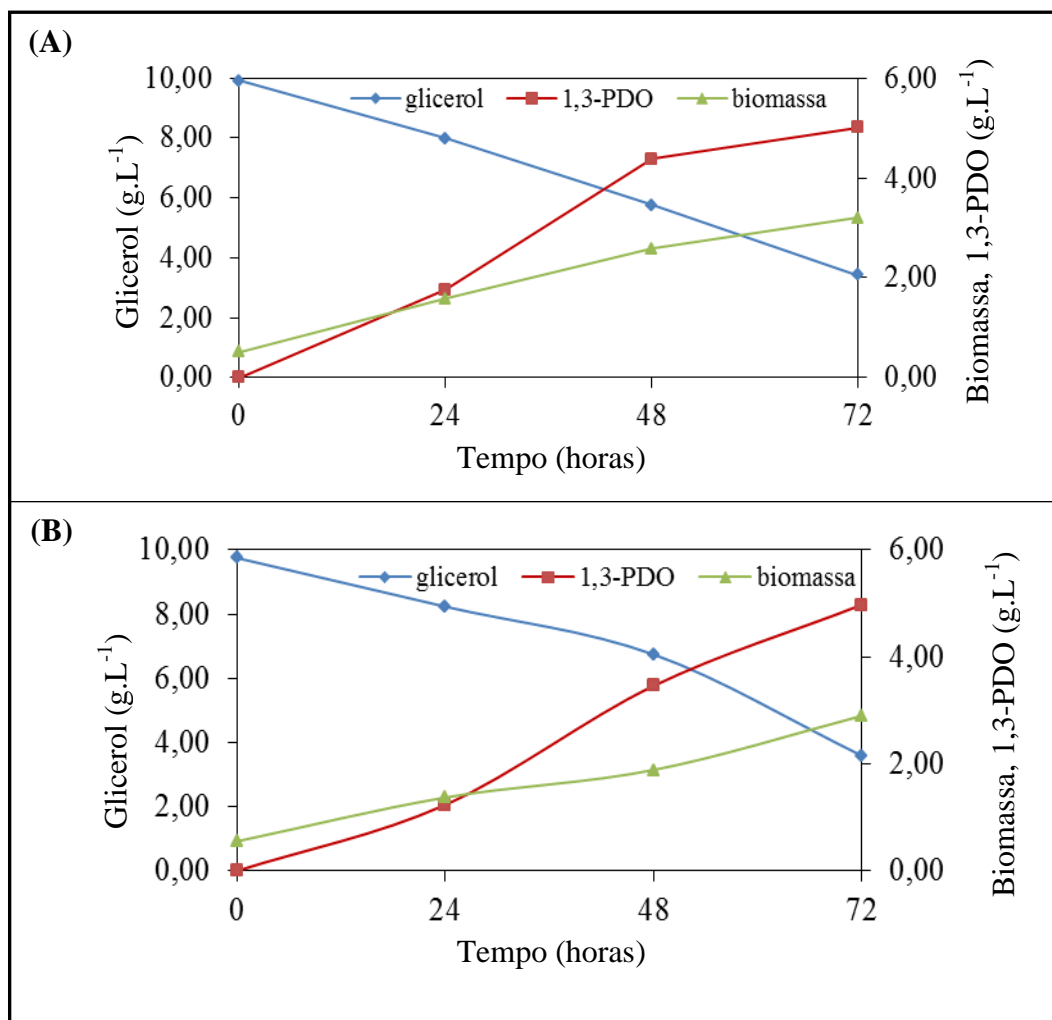 (A)
glicerol 1,3-PDO biomassa
Glicerol (g.L⁻¹)
10,00
8,00
6,00
4,00
2,00
0,00
6,00
4,00
2,00
0,00
Biomassa, 1,3-PDO (g.L⁻¹)
0 24 48 72
Tempo (horas)
(B)
glicerol 1,3-PDO biomassa
Glicerol (g.L⁻¹)
10,00
8,00
6,00
4,00
2,00
0,00
6,00
4,00
2,00
0,00
Biomassa, 1,3-PDO (g.L⁻¹)
0 24 48 72
Tempo (horas)